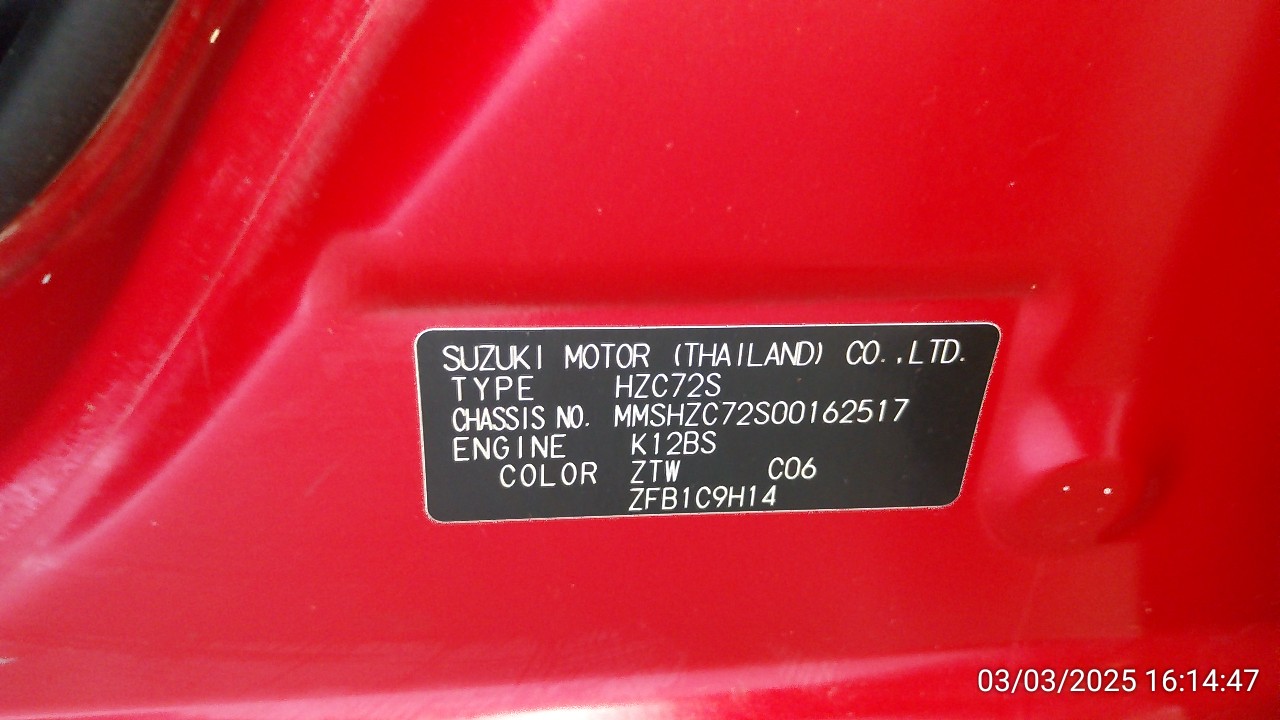 SUZUKI MOTOR (THAILAND) CO.,LTD.
TYPE HZC72S
CHASSIS NO. MMSHZC72S00162517
ENGINE K12BS
COLOR ZTW C06
ZFB1C9H14
03/03/2025 16:14:47